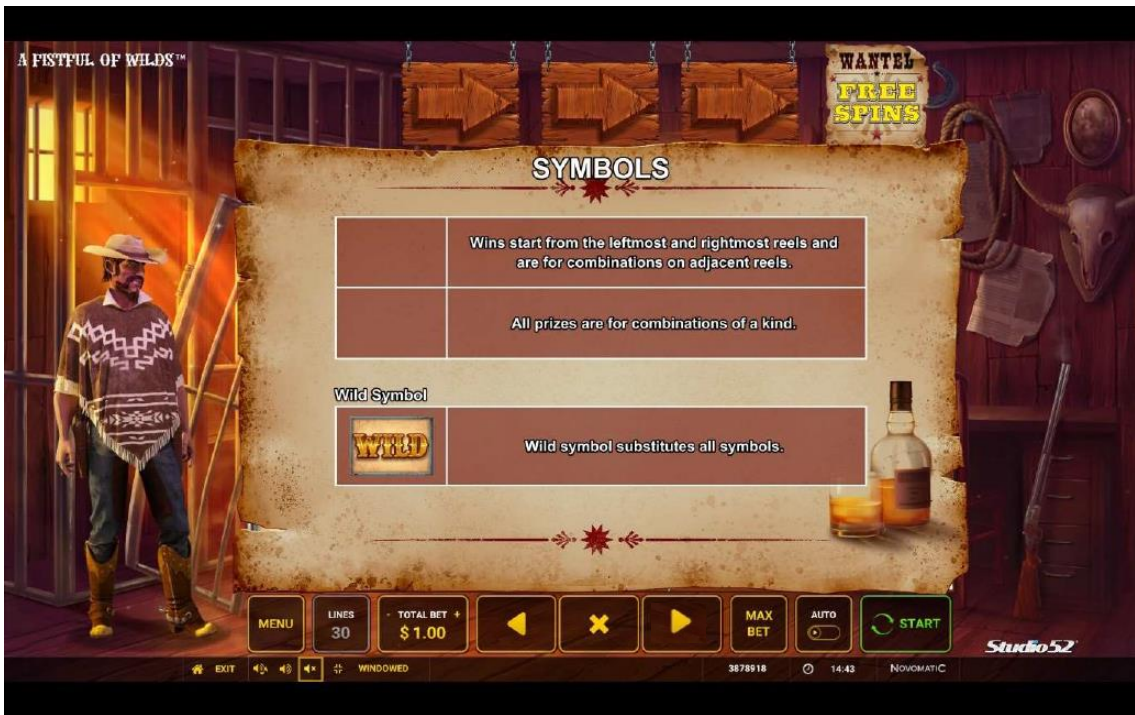 A FISTFUL OF WILDS™
WANTED
FREE
SPINS
SYMBOLS
Wins start from the leftmost and rightmost reels and
are for combinations on adjacent reels.
All prizes are for combinations of a kind.
Wild Symbol
WILD
Wild symbol substitutes all symbols.
MENU
LINES
30
- TOTAL BET +
$1.00
MAX
BET
AUTO
START
Studio52
EXIT
WINDOWED
3878918
14:43
NOVOMATIC